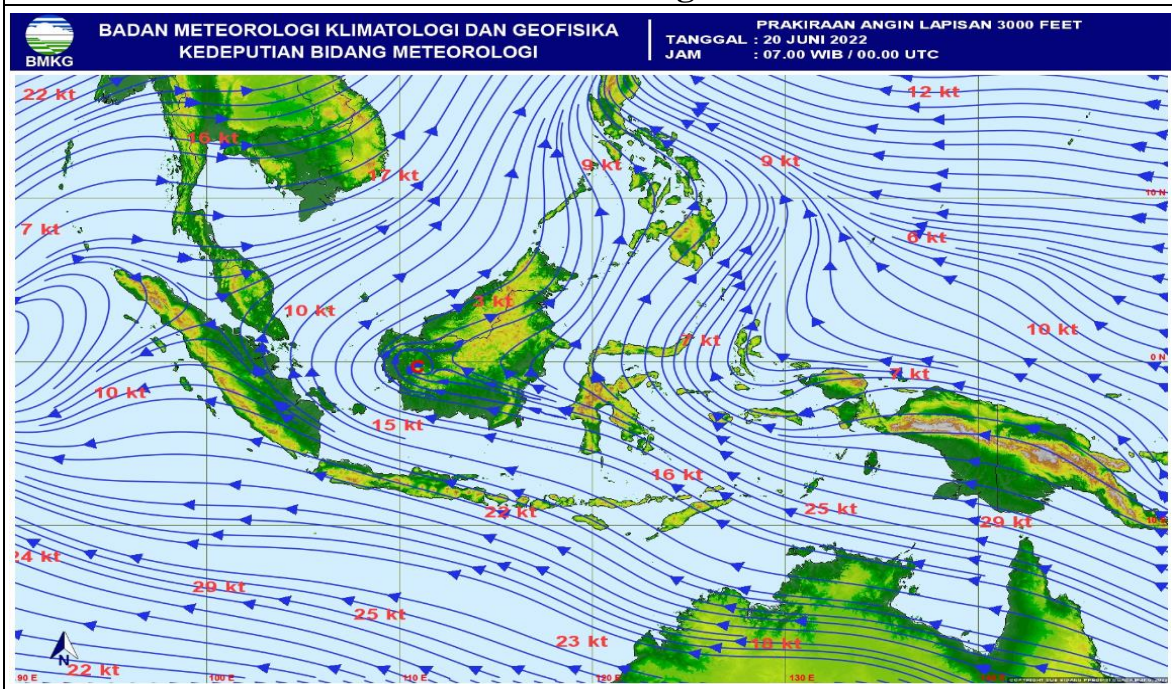 BADAN METEOROLOGI KLIMATOLOGI DAN GEOFISIKA
KEDEPUTIAN BIDANG METEOROLOGI
BMKG
PRAKIRAAN ANGIN LAPISAN 3000 FEET
TANGGAL : 20 JUNI 2022
JAM : 07.00 WIB / 00.00 UTC
22 kt
12 kt
16 kt
17 kt
9 kt
9 kt
10 N
7 kt
6 kt
10 kt
3 kt
10 kt
7 kt
0 N
C
7 kt
10 kt
15 kt
16 kt
22 kt
25 kt
29 kt
10 S
24 kt
29 kt
25 kt
23 kt
18 kt
N
22 kt
90 E
100 E
110 E
120 E
130 E